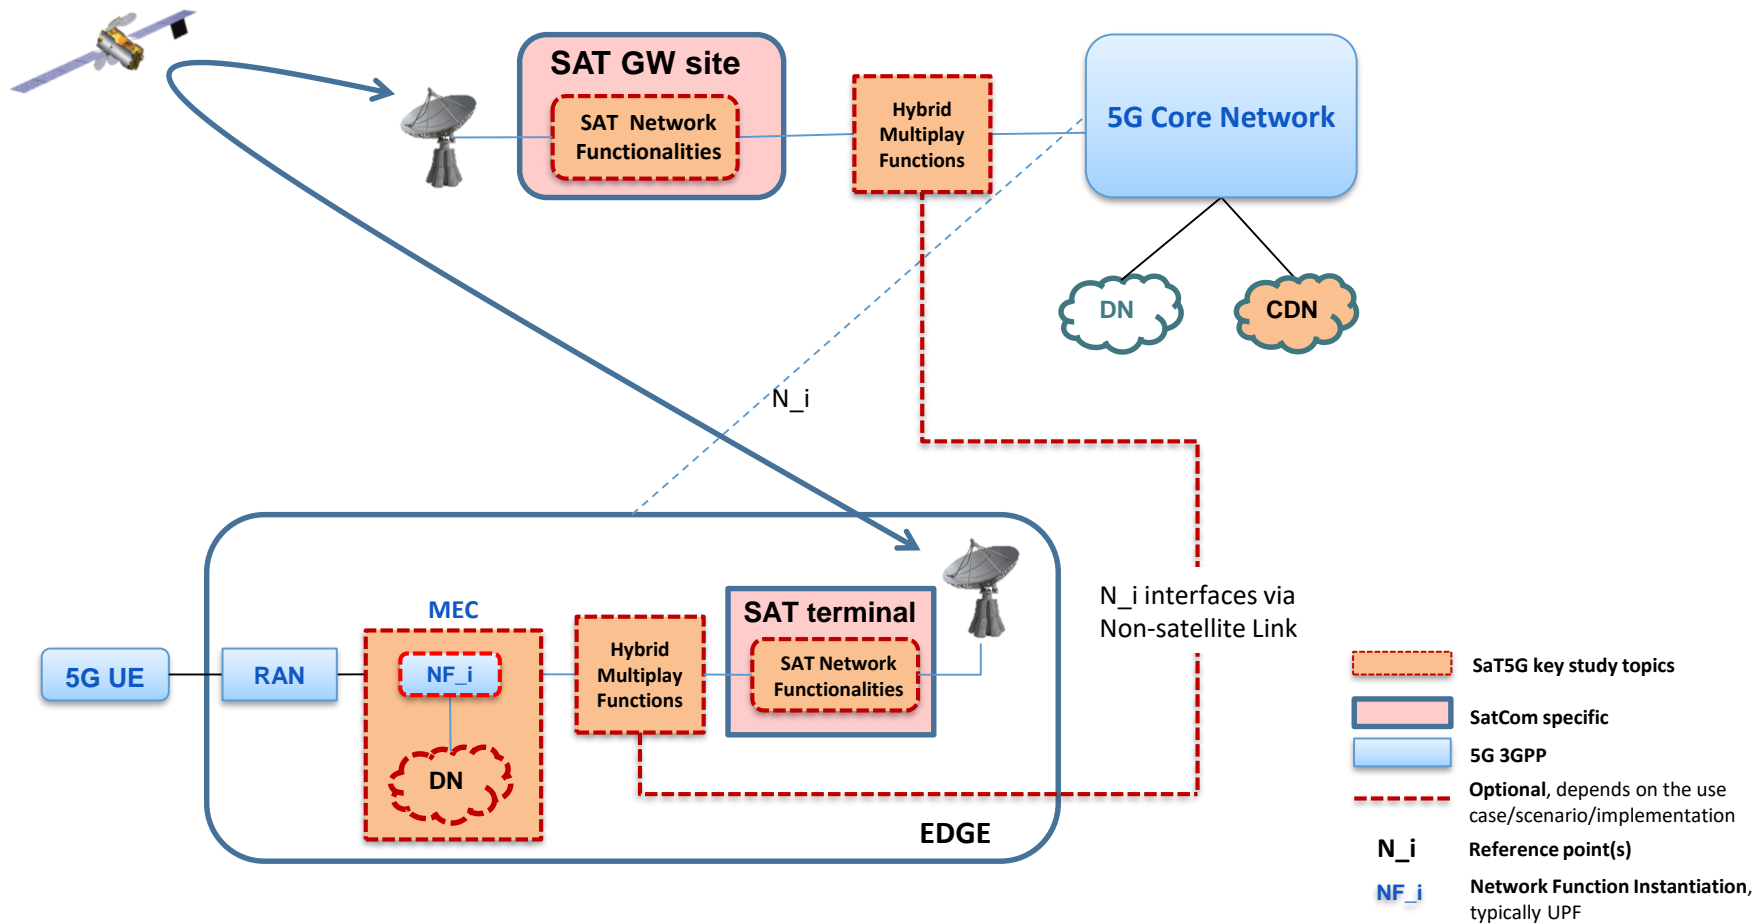 SAT GW site
SAT Network
Functionalities
Hybrid
Multiplay
Functions
5G Core Network
DN
CDN
N_i
N_i interfaces via
Non-satellite Link
MEC
5G UE
RAN
NF_i
DN
Hybrid
Multiplay
Functions
SAT terminal
SAT Network
Functionalities
EDGE
SaT5G key study topics
SatCom specific
5G 3GPP
Optional, depends on the use
case/scenario/implementation
N_i Reference point(s)
NF_i Network Function Instantiation,
typically UPF